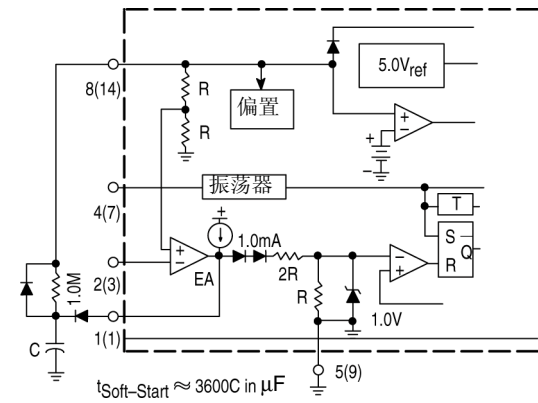 5.0Vref
8(14)
R
偏置
R
+
−
+
−
振荡器
4(7)
T
+
S
1.0mA
Q
+
−
−
R
2(3)
EA
2R
+
1.0M
R
1.0V
1(1)
C
5(9)
tSoft–Start ≈ 3600C in μF